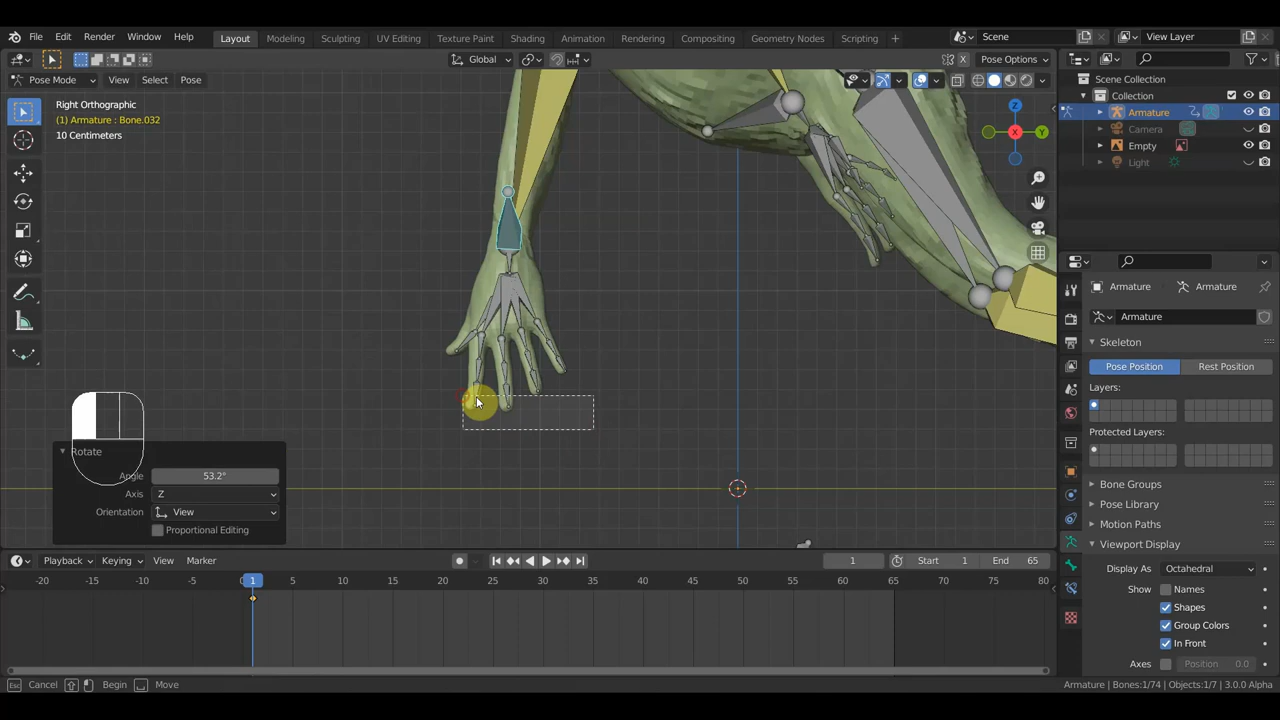 File Edit Render Window Help Layout Modeling Sculpting UV Editing Texture Paint Shading Animation Rendering Compositing Geometry Nodes Scripting + Scene View Layer
Global Pose Options
Pose Mode View Select Pose
Right Orthographic
(1) Armature : Bone.032
10 Centimeters
X
Z
X
Y
Scene Collection
Collection
Armature
Camera
Empty
Light
Armature Armature
Armature
Skeleton
Pose Position Rest Position
Layers:
Protected Layers:
Bone Groups
Pose Library
Motion Paths
Viewport Display
Display As Octahedral
Show Names
Shapes
Group Colors
In Front
Axes Position 0.0
Rotate
Angle 53.2°
Axis Z
Orientation View
Proportional Editing
Playback Keying View Marker 1 Start 1 End 65
-20 -15 -10 -5 1 5 10 15 20 25 30 35 40 45 50 55 60 65 70 75 80
Esc Cancel Begin Move Armature | Bones:1/74 | Objects:1/7 | 3.0.0 Alpha